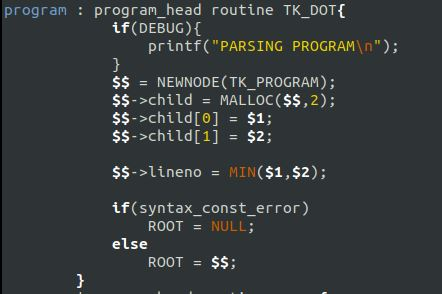 program : program_head routine TK_DOT{
if(DEBUG){
printf("PARSING PROGRAM\n");
}
$$ = NEWNODE(TK_PROGRAM);
$$->child = MALLOC($$,2);
$$->child[0] = $1;
$$->child[1] = $2;
$$->lineno = MIN($1,$2);
if(syntax_const_error)
ROOT = NULL;
else
ROOT = $$;
}